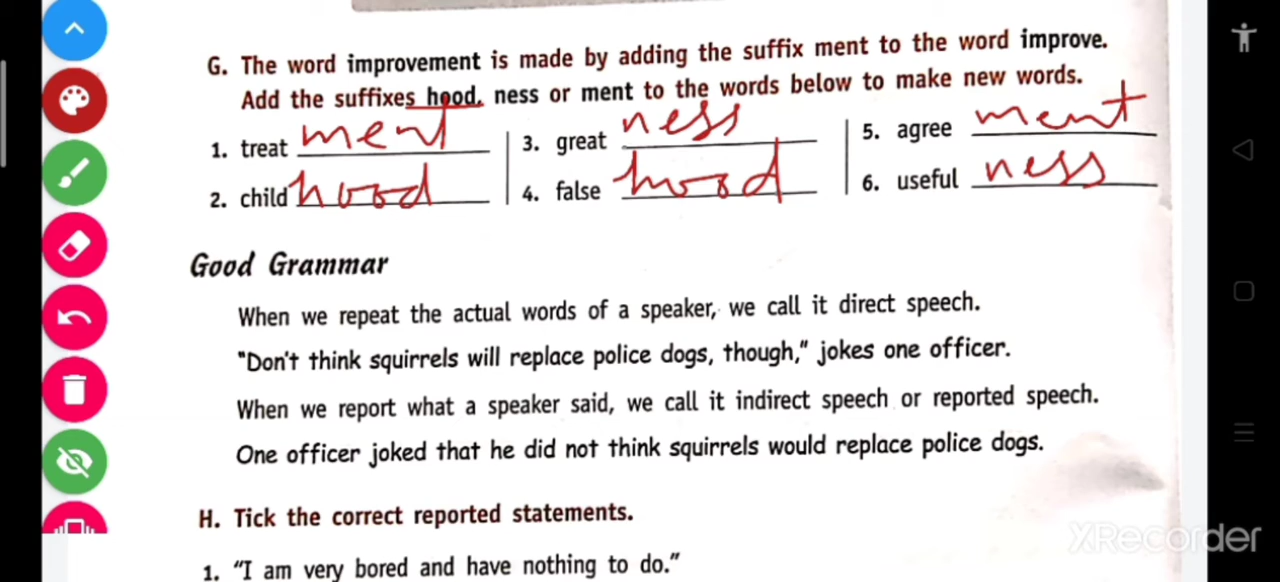 G. The word improvement is made by adding the suffix ment to the word improve.
Add the suffixes hood, ness or ment to the words below to make new words.
1. treat ment
2. child hood
3. great ness
4. false hood
5. agree ment
6. useful ness
Good Grammar
When we repeat the actual words of a speaker, we call it direct speech.
"Don't think squirrels will replace police dogs, though," jokes one officer.
When we report what a speaker said, we call it indirect speech or reported speech.
One officer joked that he did not think squirrels would replace police dogs.
H. Tick the correct reported statements.
1. "I am very bored and have nothing to do."
XRecorder